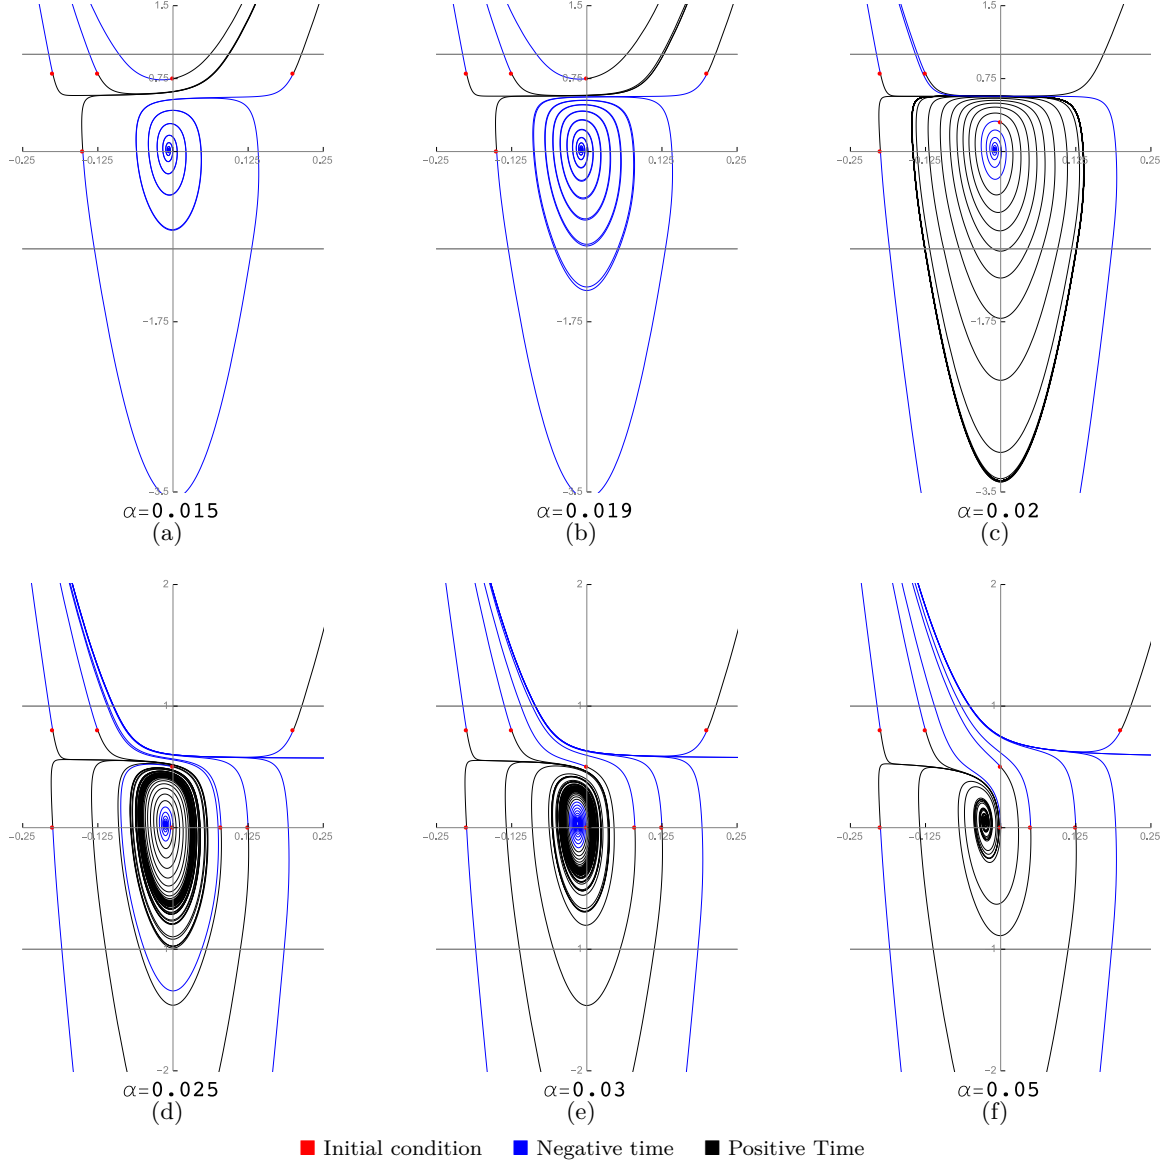 1.5 1.5 1.5
0.75 0.75 0.75
-0.25 -0.125 0.125 0.25 -0.25 -0.125 0.125 0.25 -0.25 -0.125 0.125 0.25
-1.75 -1.75 -1.75
-3.5 -3.5 -3.5
α=0.015 α=0.019 α=0.02
(a) (b) (c)
2 2 2
1 1 1
-0.25 -0.125 0.125 0.25 -0.25 -0.125 0.125 0.25 -0.25 -0.125 0.125 0.25
-1 -1 -1
-2 -2 -2
α=0.025 α=0.03 α=0.05
(d) (e) (f)
Initial condition Negative time Positive Time